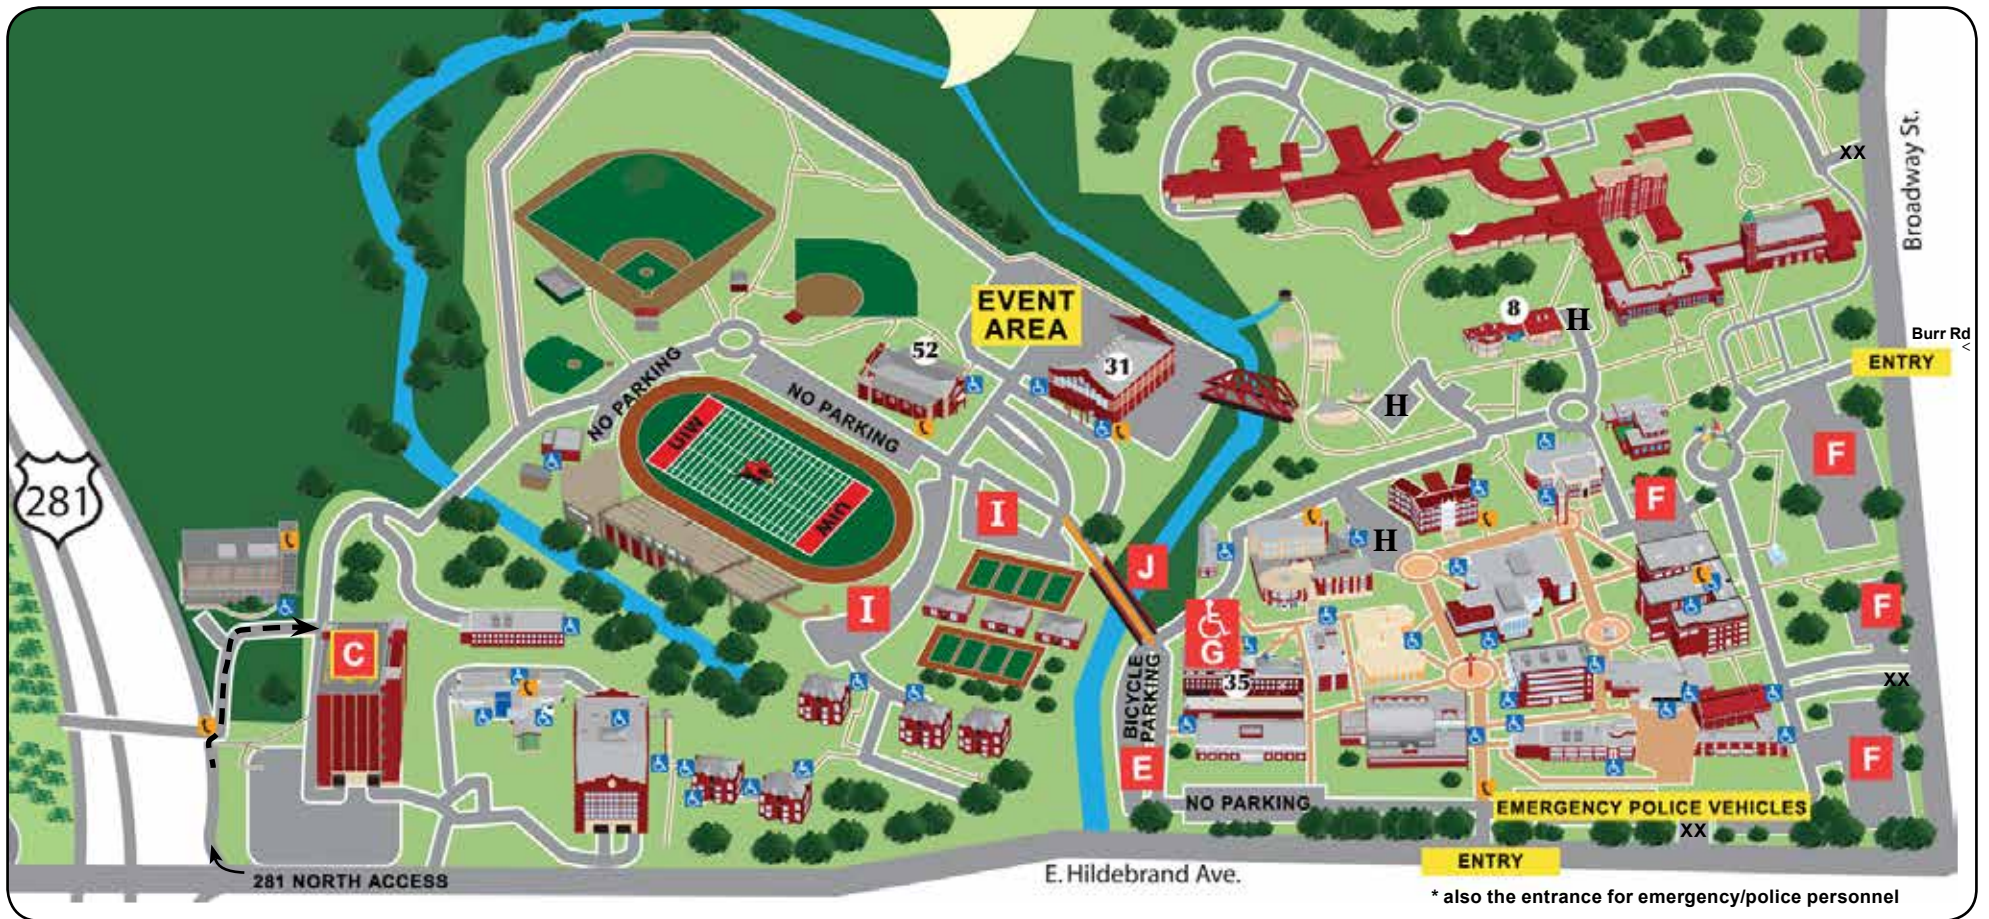 Broadway St.
XX
EVENT
AREA
8
H
Burr Rd
<
ENTRY
52
31
NO PARKING
NO PARKING
UIW
UIW
H
F
F
281
I
H
J
I
G
F
C
35
BICYCLE
PARKING
XX
E
F
NO PARKING
EMERGENCY POLICE VEHICLES
XX
ENTRY
281 NORTH ACCESS
E. Hildebrand Ave.
* also the entrance for emergency/police personnel